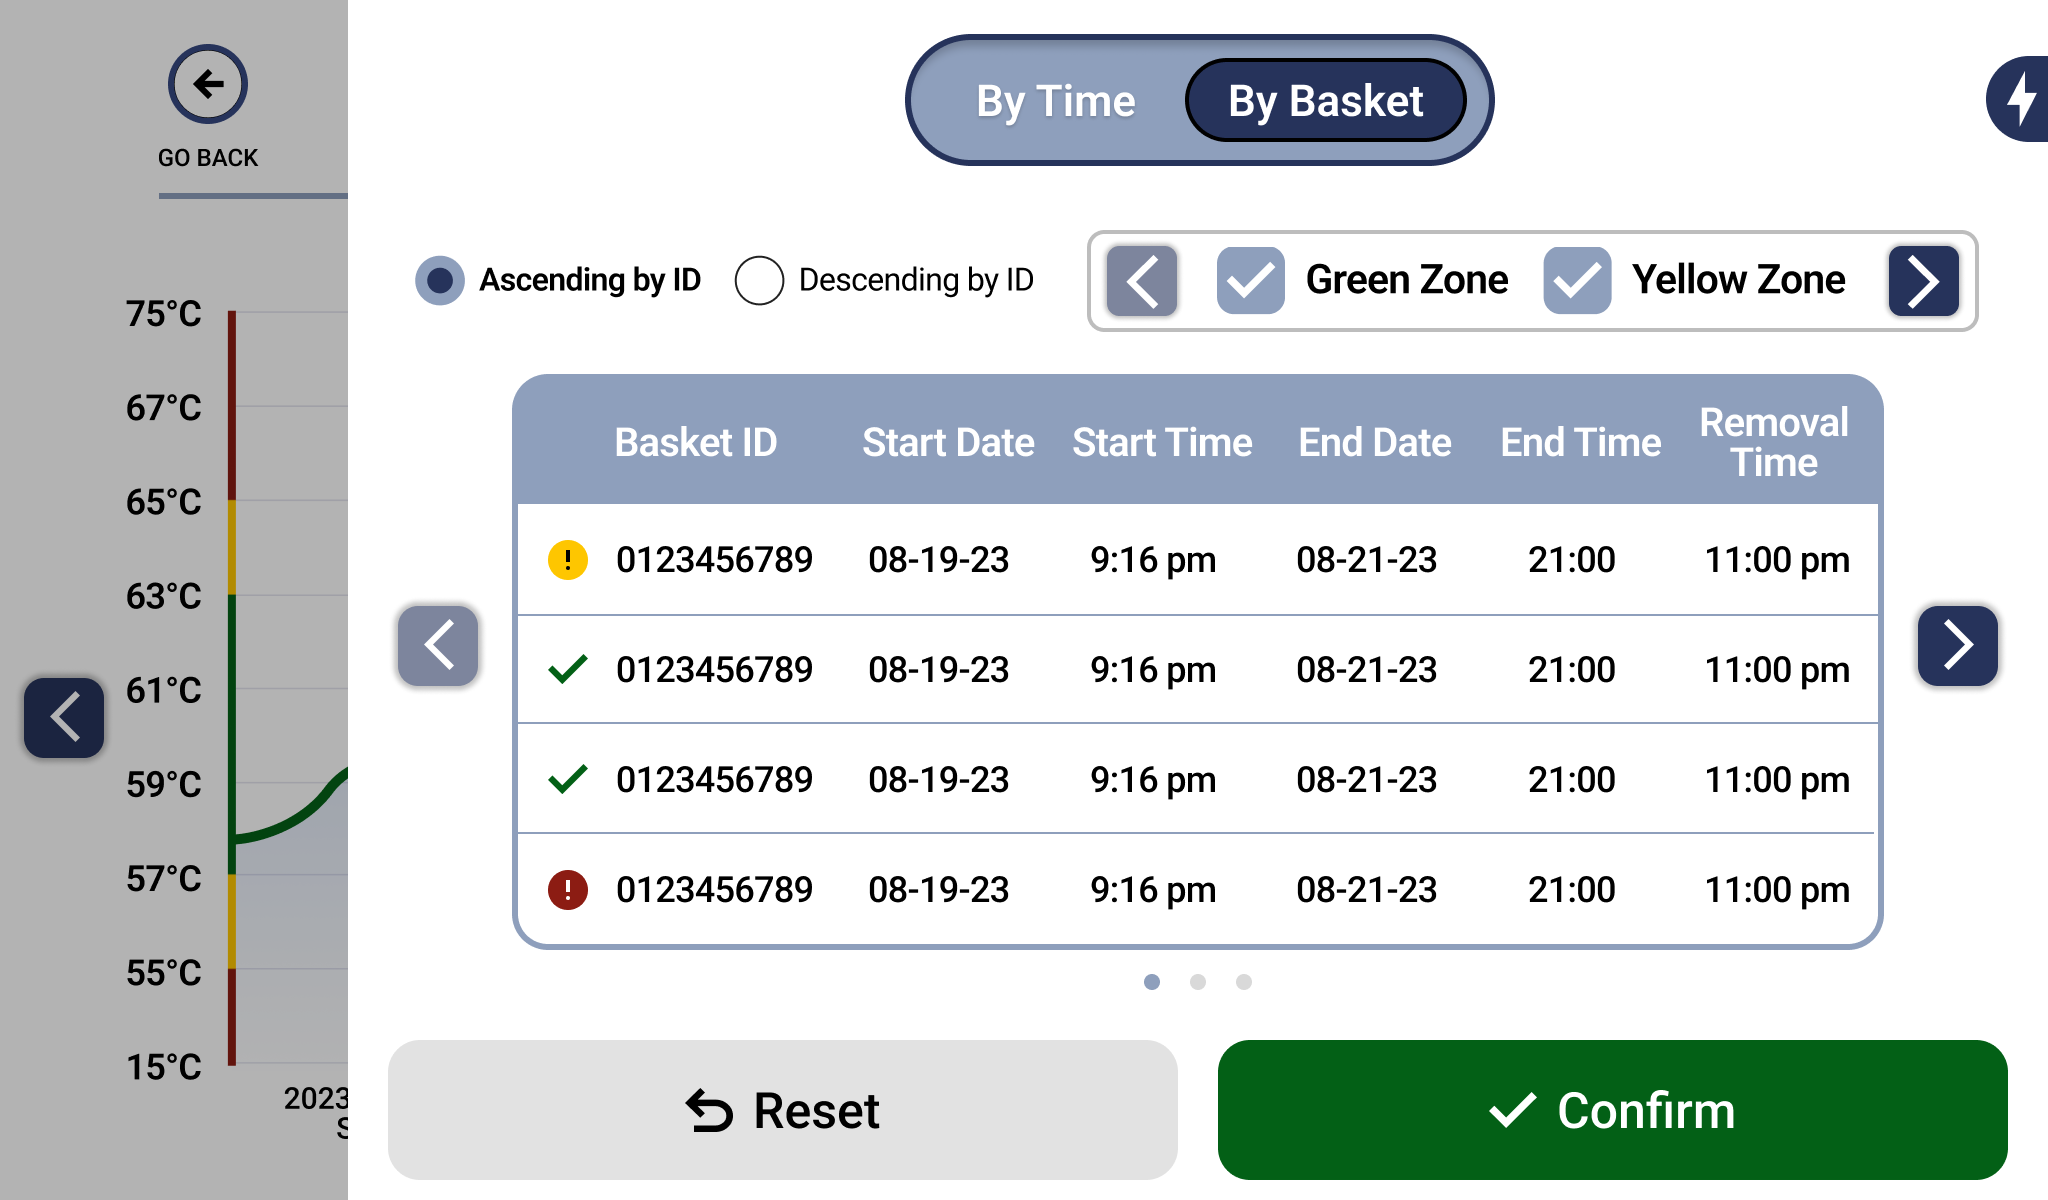 GO BACK
75°C
67°C
65°C
63°C
61°C
59°C
57°C
55°C
15°C
2023
S
By Time By Basket
Ascending by ID Descending by ID Green Zone Yellow Zone
Basket ID Start Date Start Time End Date End Time Removal Time
! 0123456789 08-19-23 9:16 pm 08-21-23 21:00 11:00 pm
0123456789 08-19-23 9:16 pm 08-21-23 21:00 11:00 pm
0123456789 08-19-23 9:16 pm 08-21-23 21:00 11:00 pm
! 0123456789 08-19-23 9:16 pm 08-21-23 21:00 11:00 pm
Reset Confirm